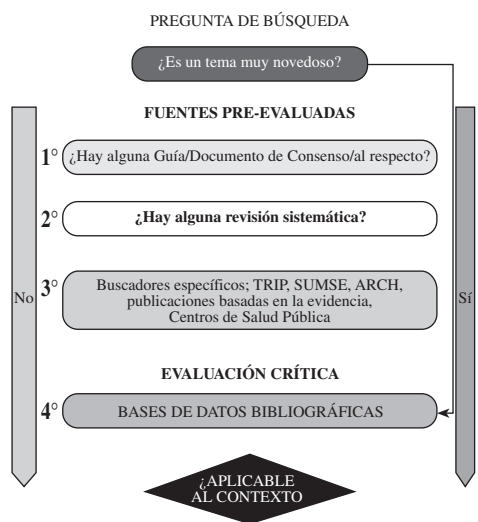 PREGUNTA DE BÚSQUEDA
¿Es un tema muy novedoso?
FUENTES PRE-EVALUADAS
1° ¿Hay alguna Guía/Documento de Consenso/al respecto?
2° ¿Hay alguna revisión sistemática?
3° Buscadores específicos; TRIP, SUMSE, ARCH,
publicaciones basadas en la evidencia,
Centros de Salud Pública
No
Sí
EVALUACIÓN CRÍTICA
4° BASES DE DATOS BIBLIOGRÁFICAS
¿APLICABLE
AL CONTEXTO